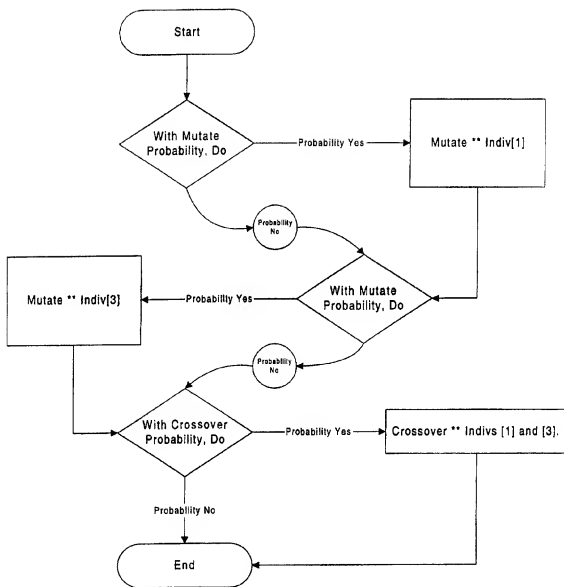 Start
With Mutate
Probability, Do
Probability Yes
Mutate ** Indiv[1]
Probability
No
Mutate ** Indiv[3]
Probability Yes
With Mutate
Probability, Do
Probability
No
With Crossover
Probability, Do
Probability Yes
Crossover ** Indivs [1] and [3].
Probability No
End